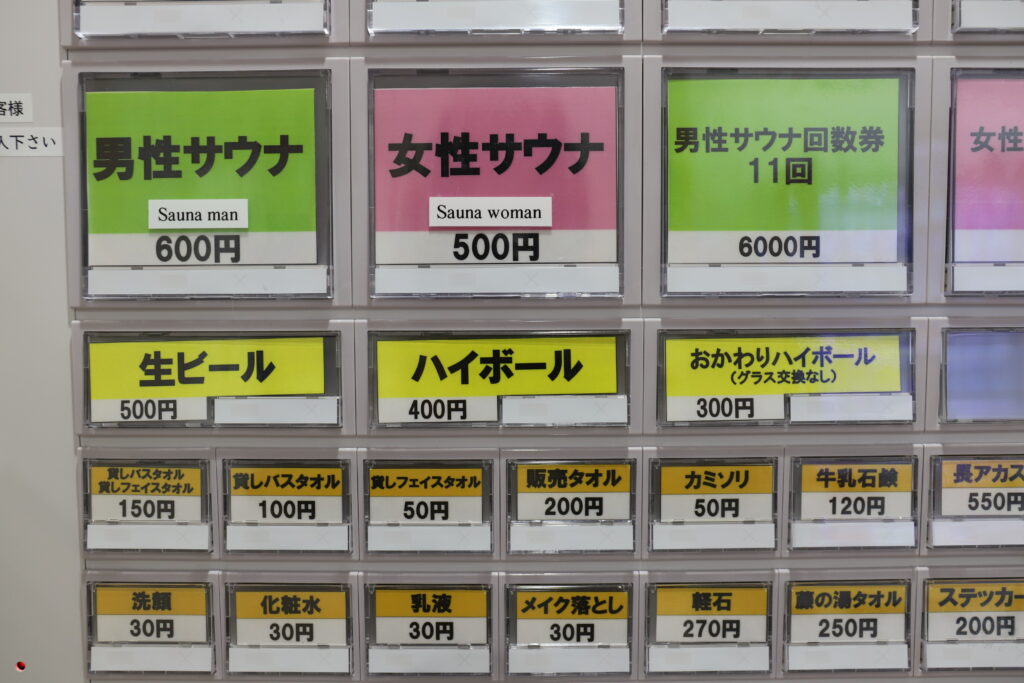 客様
入下さい
男性サウナ
Sauna man
600円
女性サウナ
Sauna woman
500円
男性サウナ回数券
11回
6000円
女性
生ビール
500円
ハイボール
400円
おかわりハイボール
(グラス交換なし)
300円
貸しバスタオル
貸しフェイスタオル
150円
貸しバスタオル
100円
貸しフェイスタオル
50円
販売タオル
200円
カミソリ
50円
牛乳石鹸
120円
長アカス
550円
洗顔
30円
化粧水
30円
乳液
30円
メイク落とし
30円
軽石
270円
藤の湯タオル
250円
ステッカー
200円